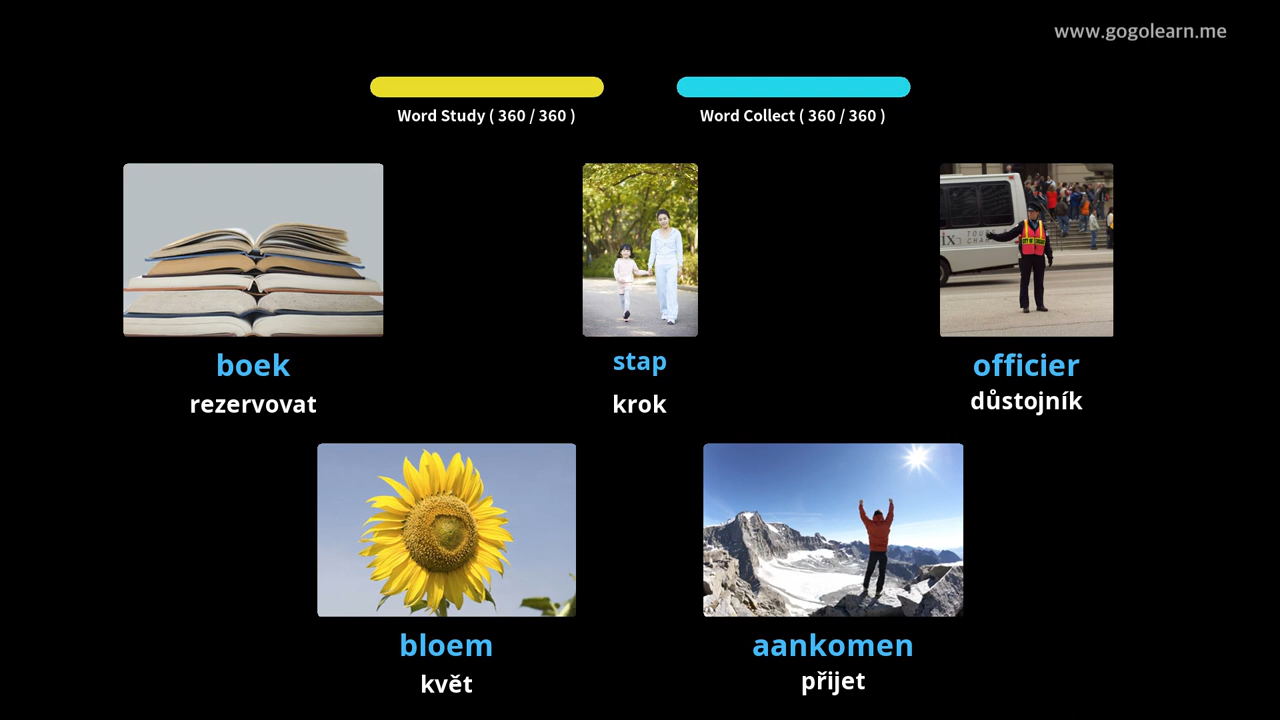 www.gogolearn.me
Word Study ( 360 / 360 )
Word Collect ( 360 / 360 )
boek
rezervovat
stap
krok
officier
důstojník
bloem
květ
aankomen
přijet